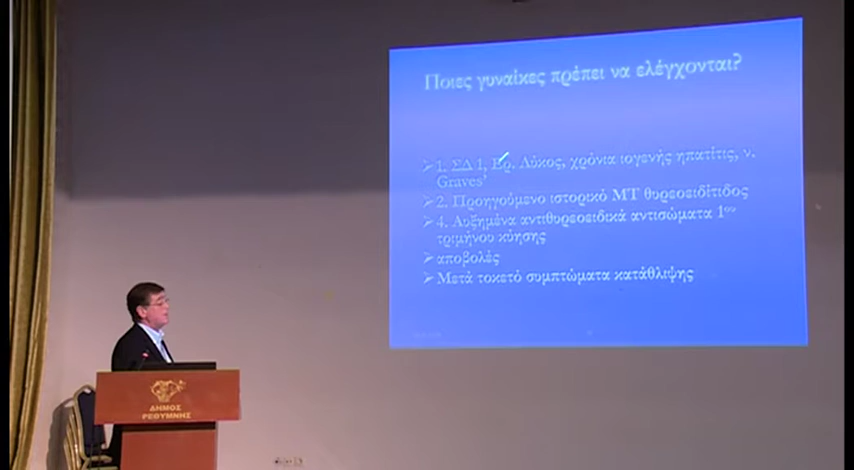 Ποιες γυναίκες πρέπει να ελέγχονται?
1. ΣΔ 1, Ερ. Λύκος, χρόνια ιογενής ηπατίτις, ν.
Graves'
2. Προηγούμενο ιστορικό ΜΤ θυρεοειδίτιδος
4. Αυξημένα αντιθυρεοειδικά αντισώματα 1ου
τριμήνου κύησης
αποβολές
Μετά τοκετό συμπτώματα κατάθλιψης
ΔΗΜΟΣ
ΡΕΘΥΜΝΗΣ